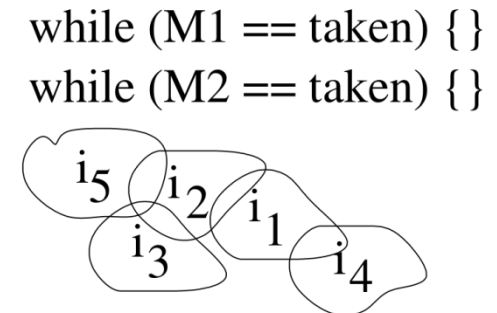 while (M1 == taken) {}
while (M2 == taken) {}
i5
i2
i1
i3
i4